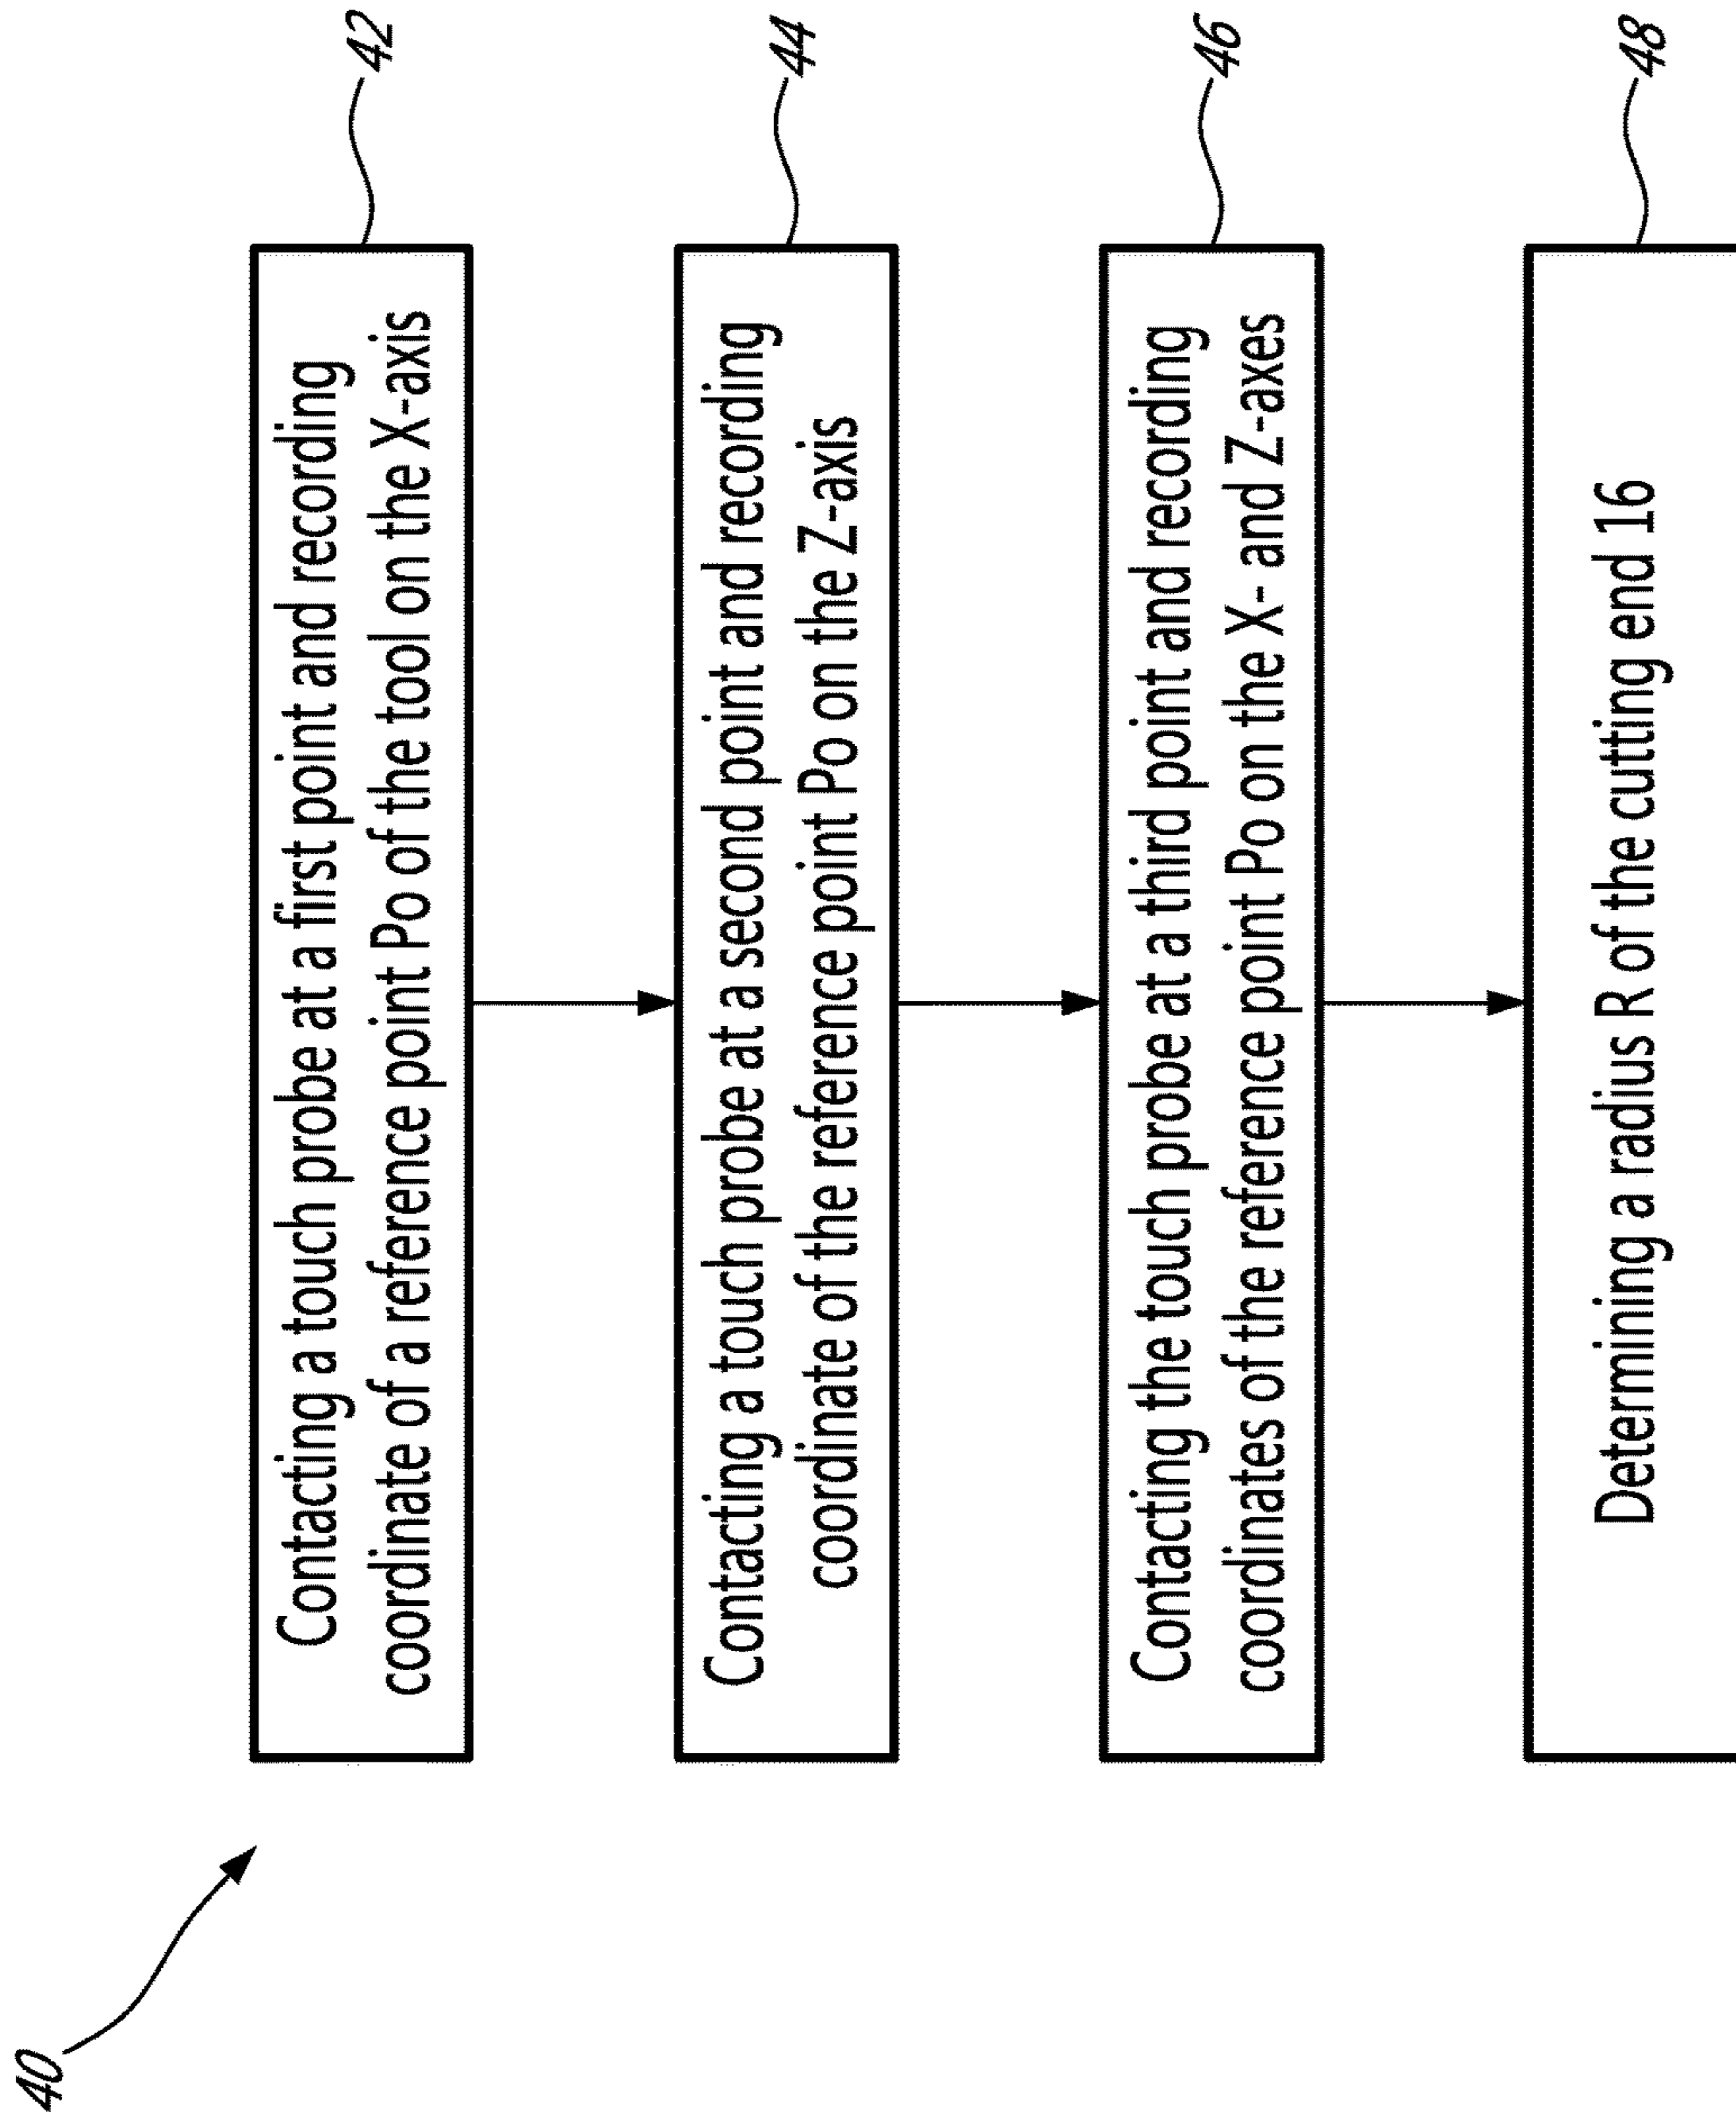 40
Contacting a touch probe at a first point and recording
coordinate of a reference point Po of the tool on the X-axis
42
Contacting a touch probe at a second point and recording
coordinate of the reference point Po on the Z-axis
44
Contacting the touch probe at a third point and recording
coordinates of the reference point Po on the X- and Z-axes
46
Determining a radius R of the cutting end 16
48